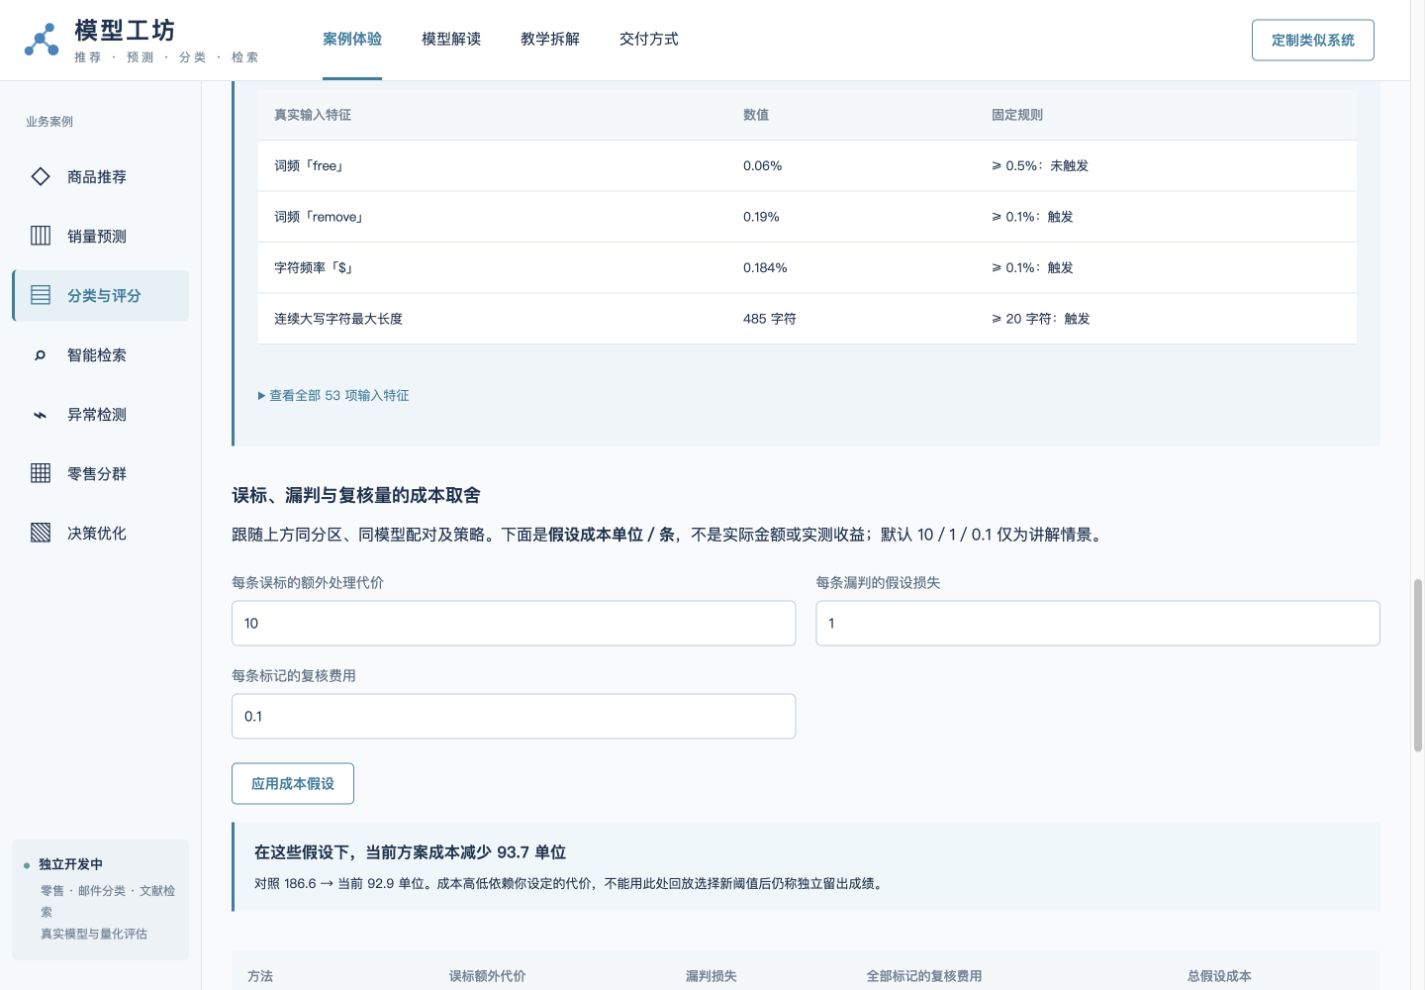 模型工坊
推荐 · 预测 · 分类 · 检索
案例体验
模型解读
教学拆解
交付方式
定制类似系统
业务案例
商品推荐
销量预测
分类与评分
智能检索
异常检测
零售分群
决策优化
独立开发中
零售 · 邮件分类 · 文献检
索
真实模型与量化评估
真实输入特征 数值 固定规则
词频「free」 0.06% ≥ 0.5%：未触发
词频「remove」 0.19% ≥ 0.1%：触发
字符频率「$」 0.184% ≥ 0.1%：触发
连续大写字符最大长度 485 字符 ≥ 20 字符：触发
▶ 查看全部 53 项输入特征
误标、漏判与复核量的成本取舍
跟随上方同分区、同模型配对及策略。下面是假设成本单位 / 条，不是实际金额或实测收益；默认 10 / 1 / 0.1 仅为讲解情景。
每条误标的额外处理代价 每条漏判的假设损失
10 1
每条标记的复核费用
0.1
应用成本假设
在这些假设下，当前方案成本减少 93.7 单位
对照 186.6 → 当前 92.9 单位。成本高低依赖你设定的代价，不能用此处回放选择新阈值后仍称独立留出成绩。
方法 误标额外代价 漏判损失 全部标记的复核费用 总假设成本